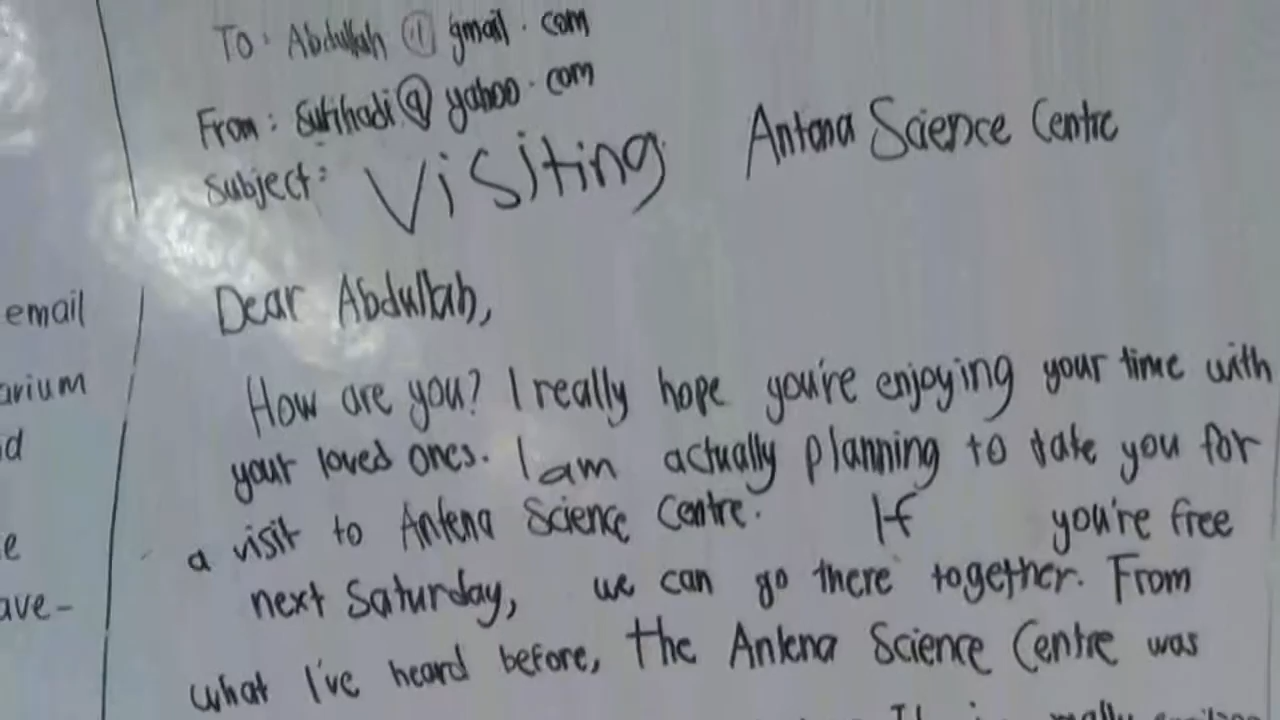 To: Abdullah @ gmail.com
From: Sufihadi@yahoo.com
Subject: Visiting Antena Science Centre
Dear Abdullah,
How are you? I really hope you're enjoying your time with
your loved ones. I am actually planning to take you for
a visit to Antena Science Centre. If you're free
next Saturday, we can go there together. From
what I've heard before, the Antena Science Centre was
email
arium
d
e
ave-